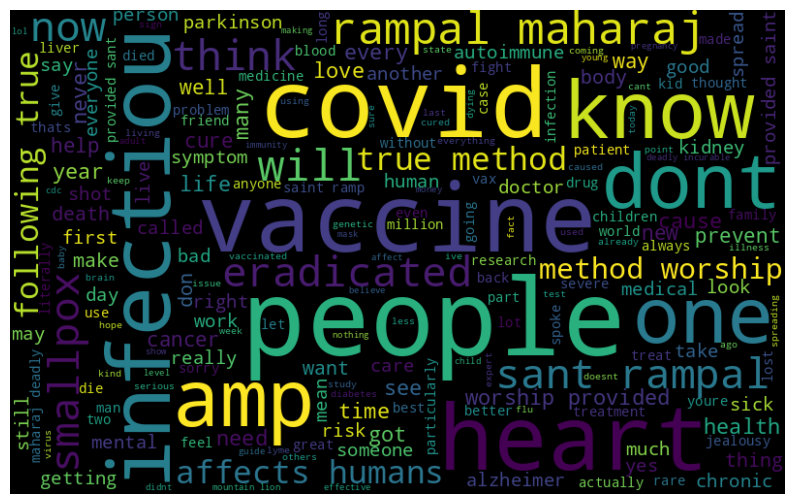 lol
sign
making
person
parkinson
now
long
rampal maharaj
state
coming
young
pregnancy
made
spread
liver
died
blood
every
autoimmune
say
think
medicine
fight
way
cant
everyone
provided sant
using
love
another
good
provided saint
never
well
problem
sure
last
cured
dying
case
infection
body
kid
thought
today
covid
know
give
many
friend
without
everything
thats
living
cure
immunity
patient
point
deadly incurable
help
adult
symptom
will
true method
caused
kidney
dont
following true
year
live
life
anyone
saint ramp
human
vax
doctor
drug
cdc
keep
shot
money
even
children
cause
family
death
called
genetic
million
going
world
new
already
literally
infectiou
vaccine
mask
fact
used
always
prevent
illness
first
bad
vaccinated
affect
ive
research
severe
make
don
eradicated
back
method worship
baby
brain
issue
right
believe
part
test
medical
look
day
let
lot
spoke
use
work
week
nothing
less
people
one
spreading
may
hope
cancer
want
child
treat
take
ago
lost
smallpox
really
show
care
expert
doesnt
kind
level
sorry
study
sant rampal
die
serious
diabetes
see
virus
amp
mean
best
particularly
worship provided
youre
sick
man
time
better
flu
treatment
health
still
maharaj deadly
two
feel
need
risk
got
heart
much
jealousy
mental
great
someone
yes
thing
guide
lyme
others
alzheimer
actually
rare
chronic
getting
didnt
mountain lion
effective
affects humans